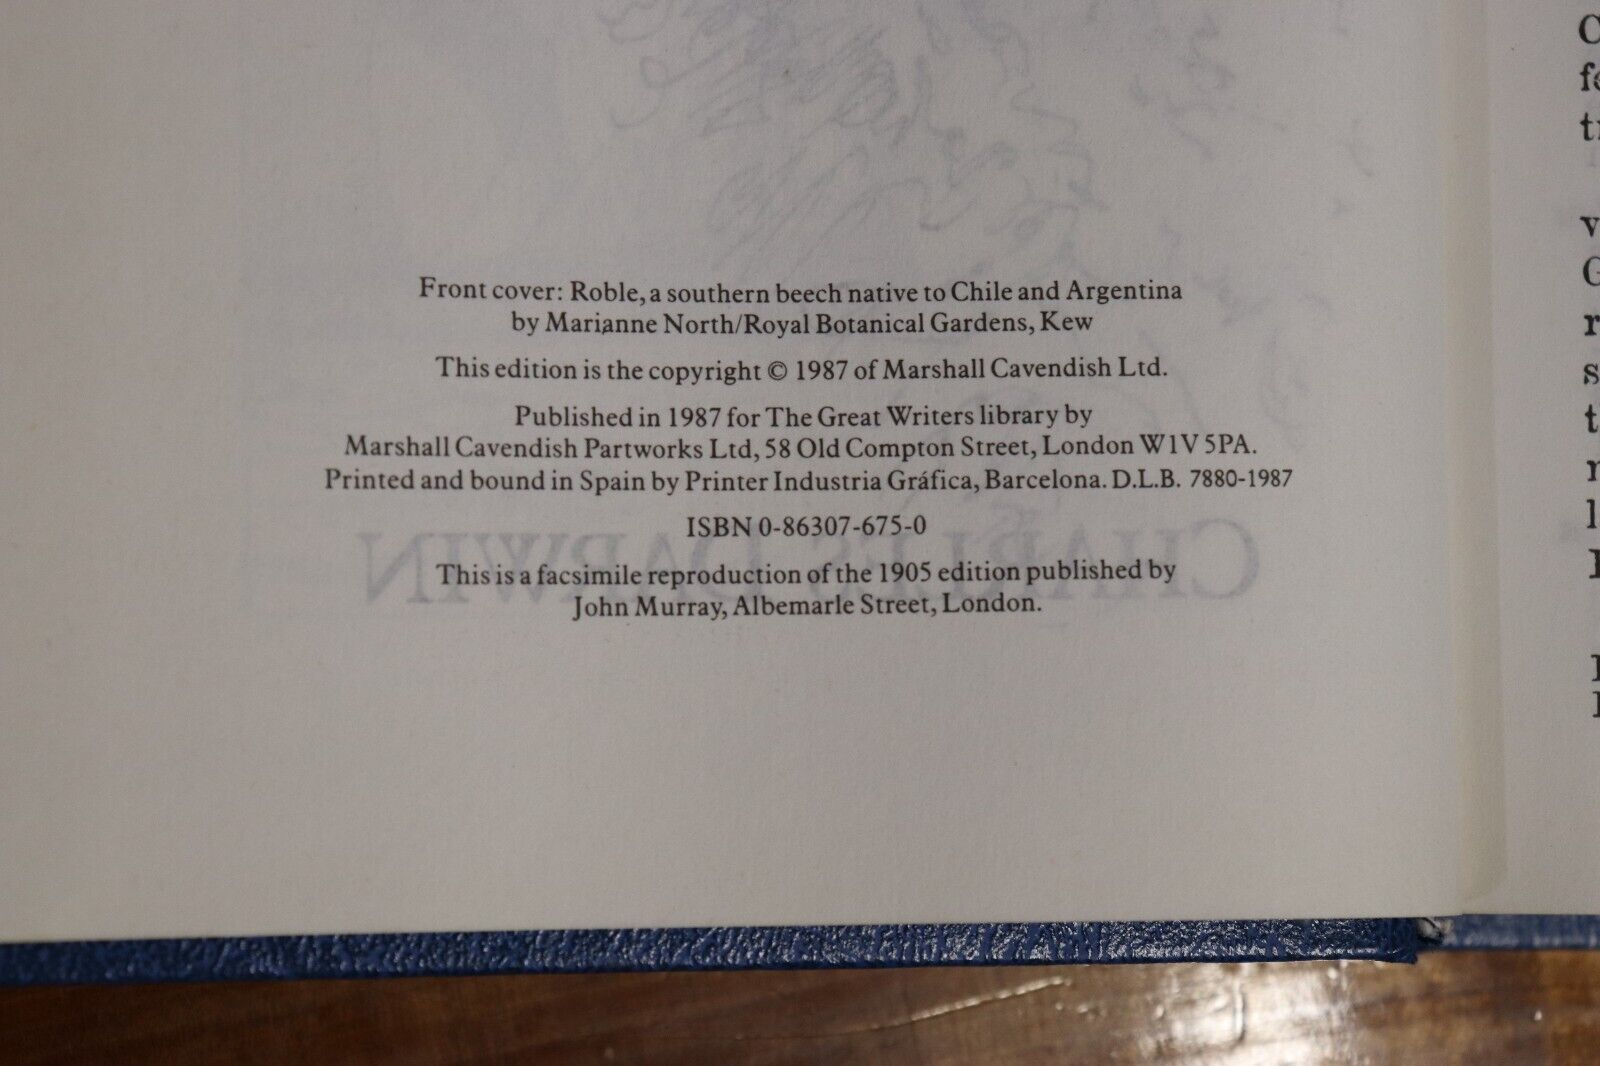 Front cover: Roble, a southern beech native to Chile and Argentina
by Marianne North/Royal Botanical Gardens, Kew
This edition is the copyright © 1987 of Marshall Cavendish Ltd.
Published in 1987 for The Great Writers library by
Marshall Cavendish Partworks Ltd, 58 Old Compton Street, London W1V 5PA.
Printed and bound in Spain by Printer Industria Gráfica, Barcelona. D.L.B. 7880-1987
ISBN 0-86307-675-0
CHARLES DARWIN
This is a facsimile reproduction of the 1905 edition published by
John Murray, Albemarle Street, London.